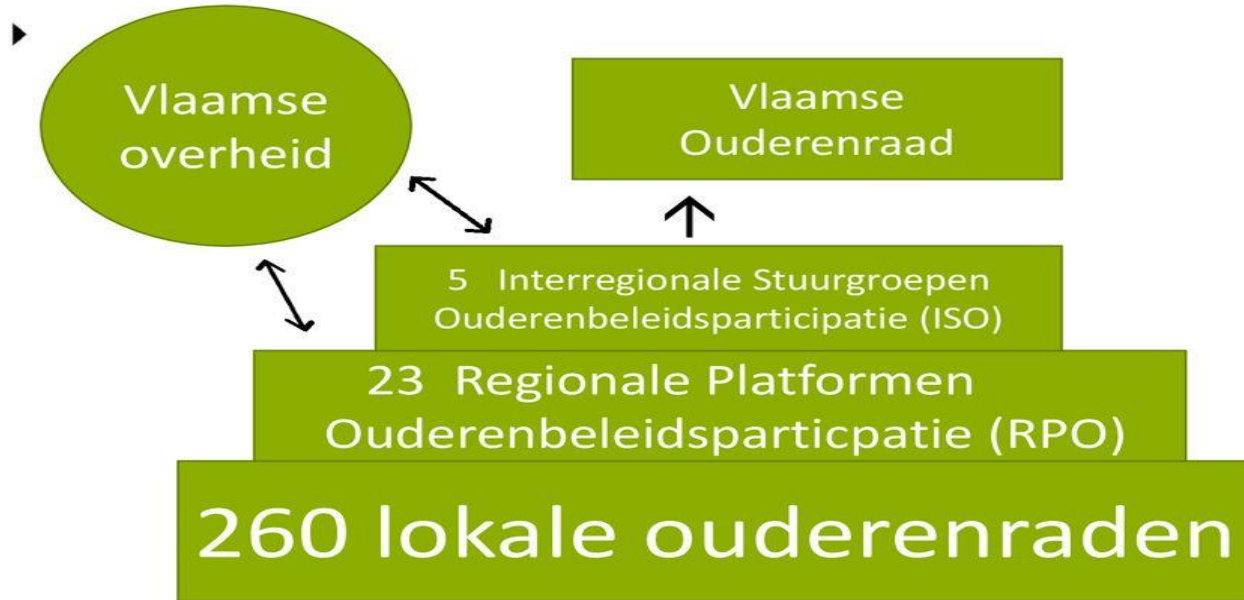 Vlaamse
overheid
Vlaamse
Ouderenraad
5 Interregionale Stuurgroepen
Ouderenbeleidsparticipatie (ISO)
23 Regionale Platformen
Ouderenbeleidsparticpatie (RPO)
260 lokale ouderenraden